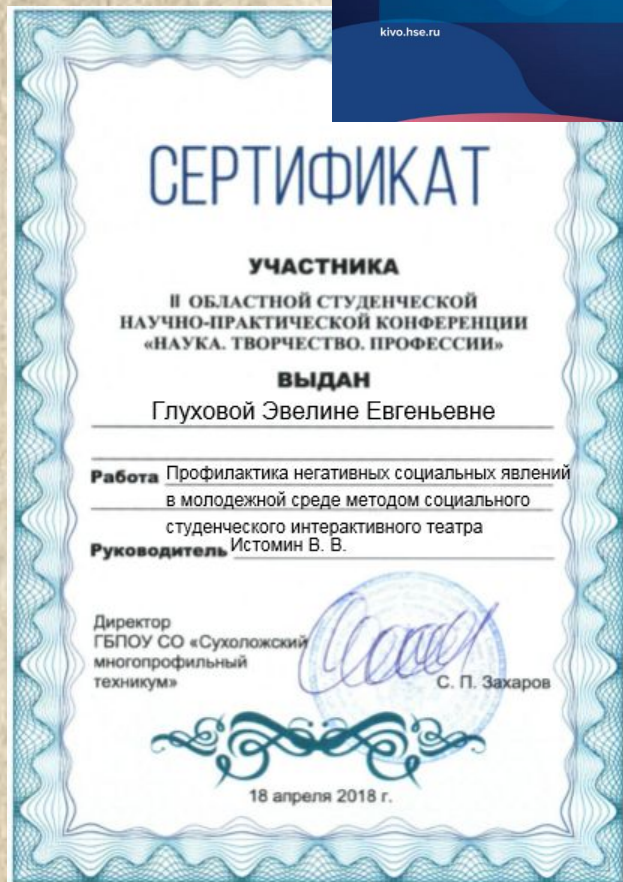 kivo.hse.ru
СЕРТИФИКАТ
УЧАСТНИКА
II ОБЛАСТНОЙ СТУДЕНЧЕСКОЙ
НАУЧНО-ПРАКТИЧЕСКОЙ КОНФЕРЕНЦИИ
«НАУКА. ТВОРЧЕСТВО. ПРОФЕССИИ»
ВЫДАН
Глуховой Эвелине Евгеньевне
Работа Профилактика негативных социальных явлений
в молодежной среде методом социального
студенческого интерактивного театра
Руководитель Истомин В. В.
Директор
ГБПОУ СО «Сухоложский
многопрофильный
техникум»
С. П. Захаров
18 апреля 2018 г.